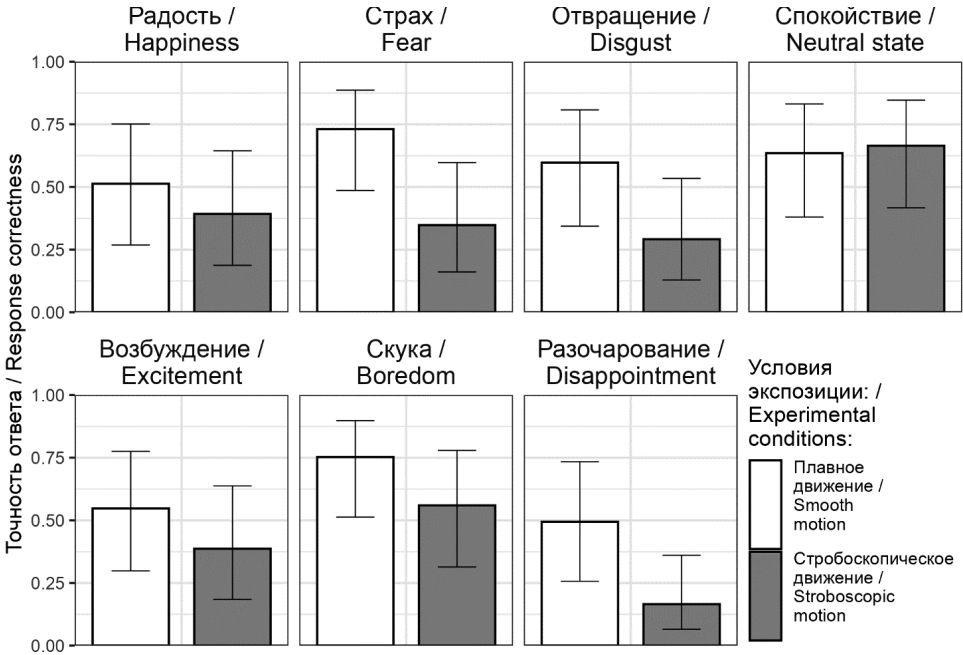 Радость /
Happiness
Страх /
Fear
Отвращение /
Disgust
Спокойствие /
Neutral state
1.00
0.75
0.50
0.25
0.00
Точность ответа / Response correctness
Возбуждение /
Excitement
Скука /
Boredom
Разочарование /
Disappointment
1.00
0.75
0.50
0.25
0.00
Условия
экспозиции: /
Experimental
conditions:
Плавное
движение /
Smooth
motion
Стробоскопическое
движение /
Stroboscopic
motion